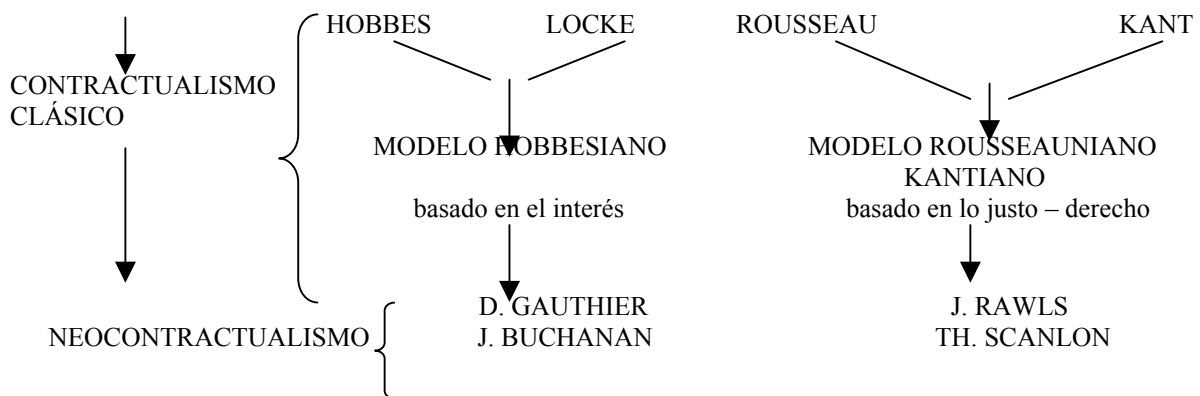 HOBBES LOCKE ROUSSEAU KANT
CONTRACTUALISMO
CLÁSICO
MODELO HOBBESIANO MODELO ROUSSEAUNIANO
KANTIANO
basado en el interés basado en lo justo – derecho
D. GAUTHIER J. RAWLS
NEOCONTRACTUALISMO J. BUCHANAN TH. SCANLON